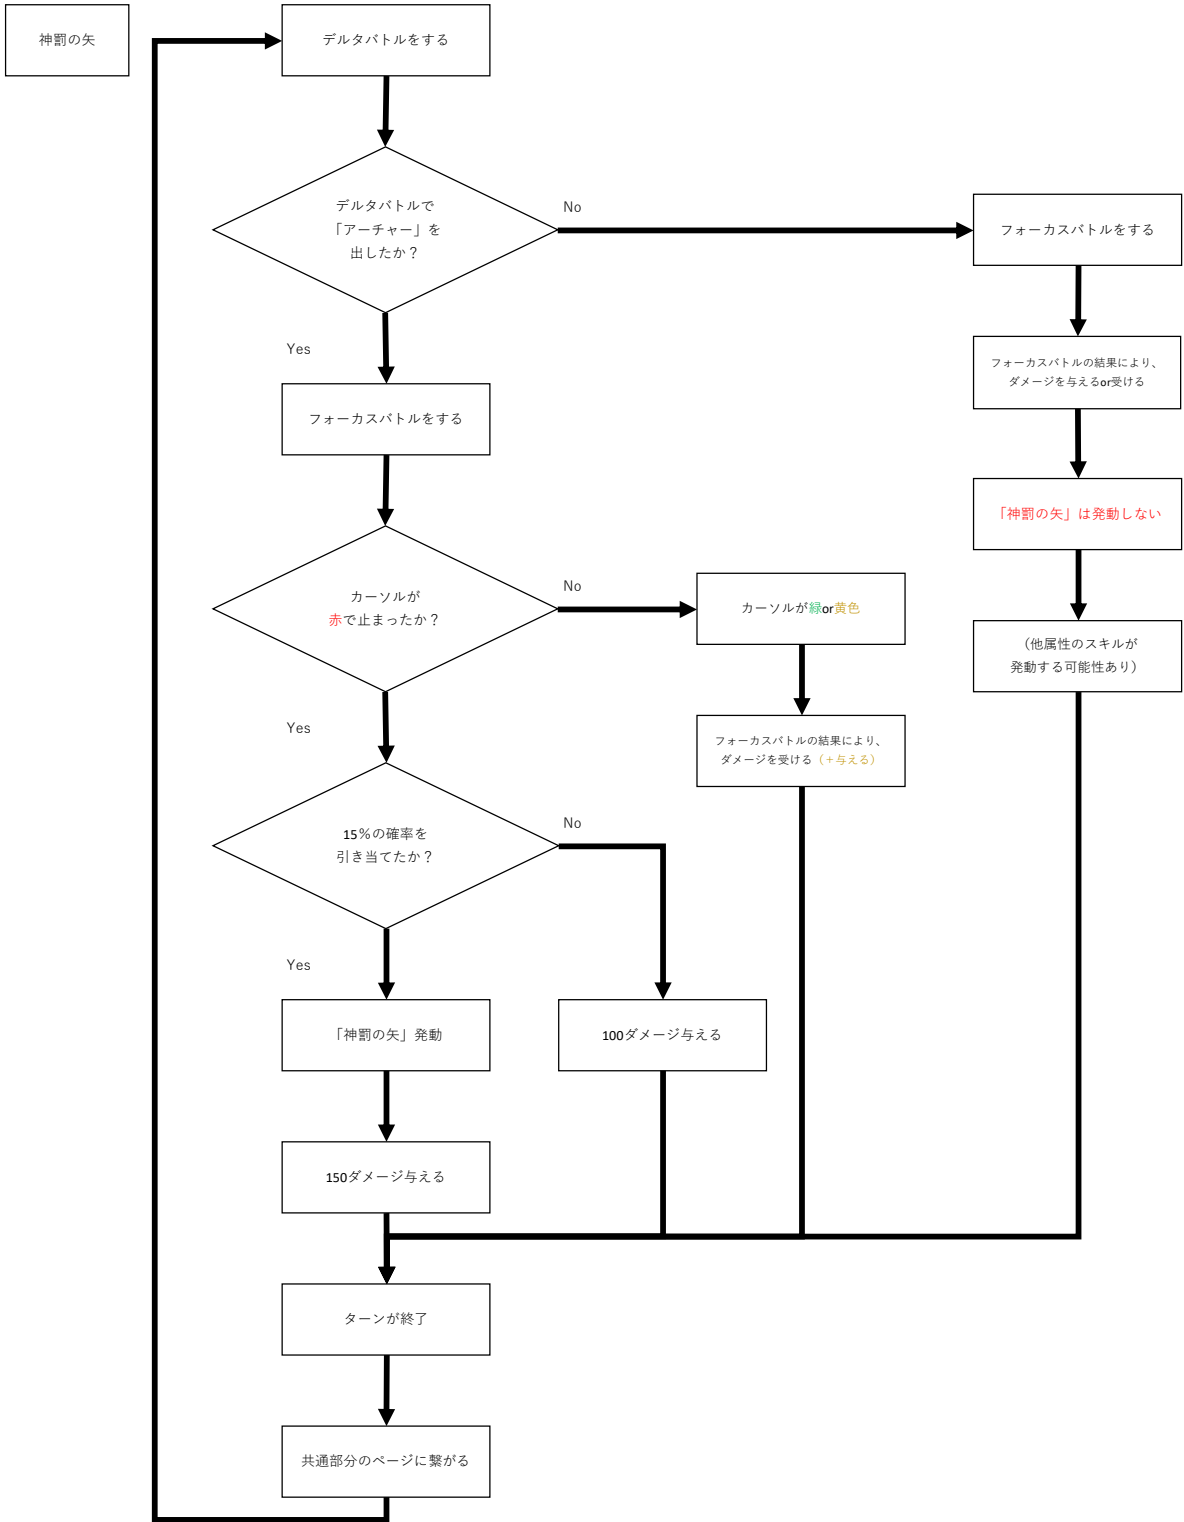 神罰の矢
デルタバトルをする
デルタバトルで
「アーチャー」を
出したか？
No
フォーカスバトルをする
フォーカスバトルの結果により、
ダメージを与えるor受ける
「神罰の矢」は発動しない
（他属性のスキルが
発動する可能性あり）
Yes
フォーカスバトルをする
カーソルが
赤で止まったか？
No
カーソルが緑or黄色
フォーカスバトルの結果により、
ダメージを受ける（＋与える）
Yes
15％の確率を
引き当てたか？
No
100ダメージ与える
Yes
「神罰の矢」発動
150ダメージ与える
ターンが終了
共通部分のページに繋がる